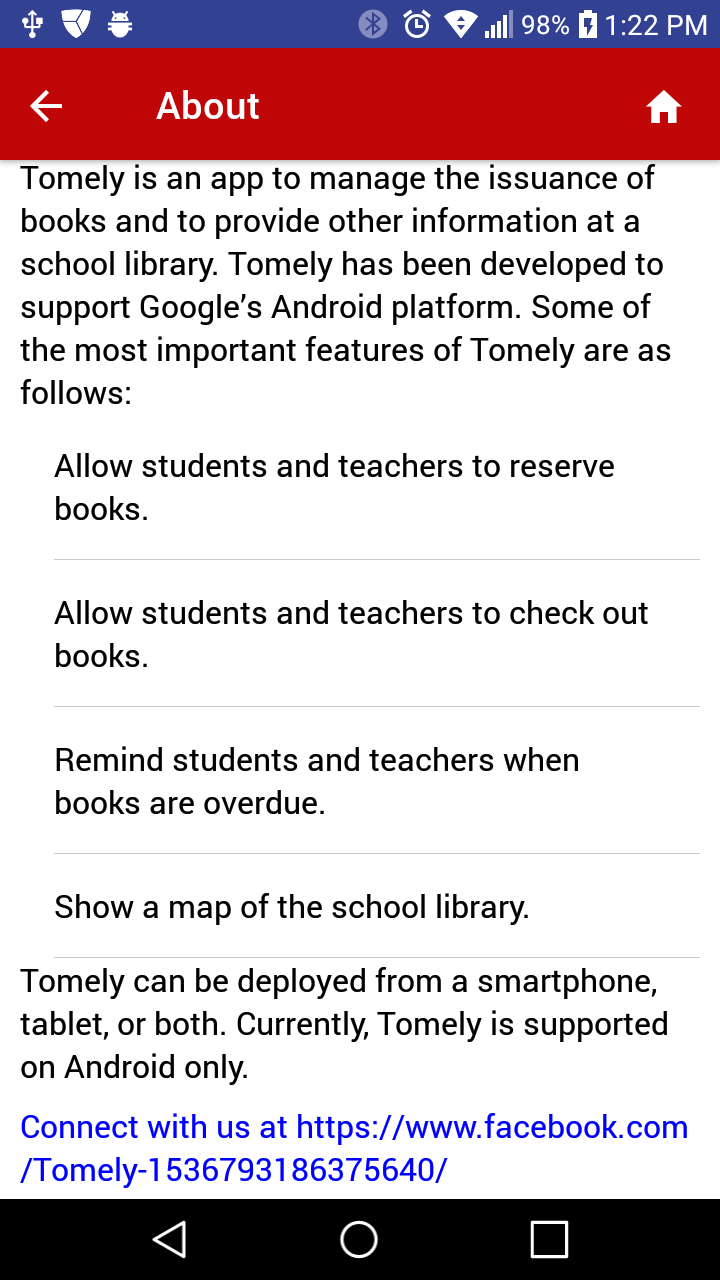 98% 1:22 PM
About
Tomely is an app to manage the issuance of
books and to provide other information at a
school library. Tomely has been developed to
support Google’s Android platform. Some of
the most important features of Tomely are as
follows:
Allow students and teachers to reserve
books.
Allow students and teachers to check out
books.
Remind students and teachers when
books are overdue.
Show a map of the school library.
Tomely can be deployed from a smartphone,
tablet, or both. Currently, Tomely is supported
on Android only.
Connect with us at https://www.facebook.com
/Tomely-1536793186375640/